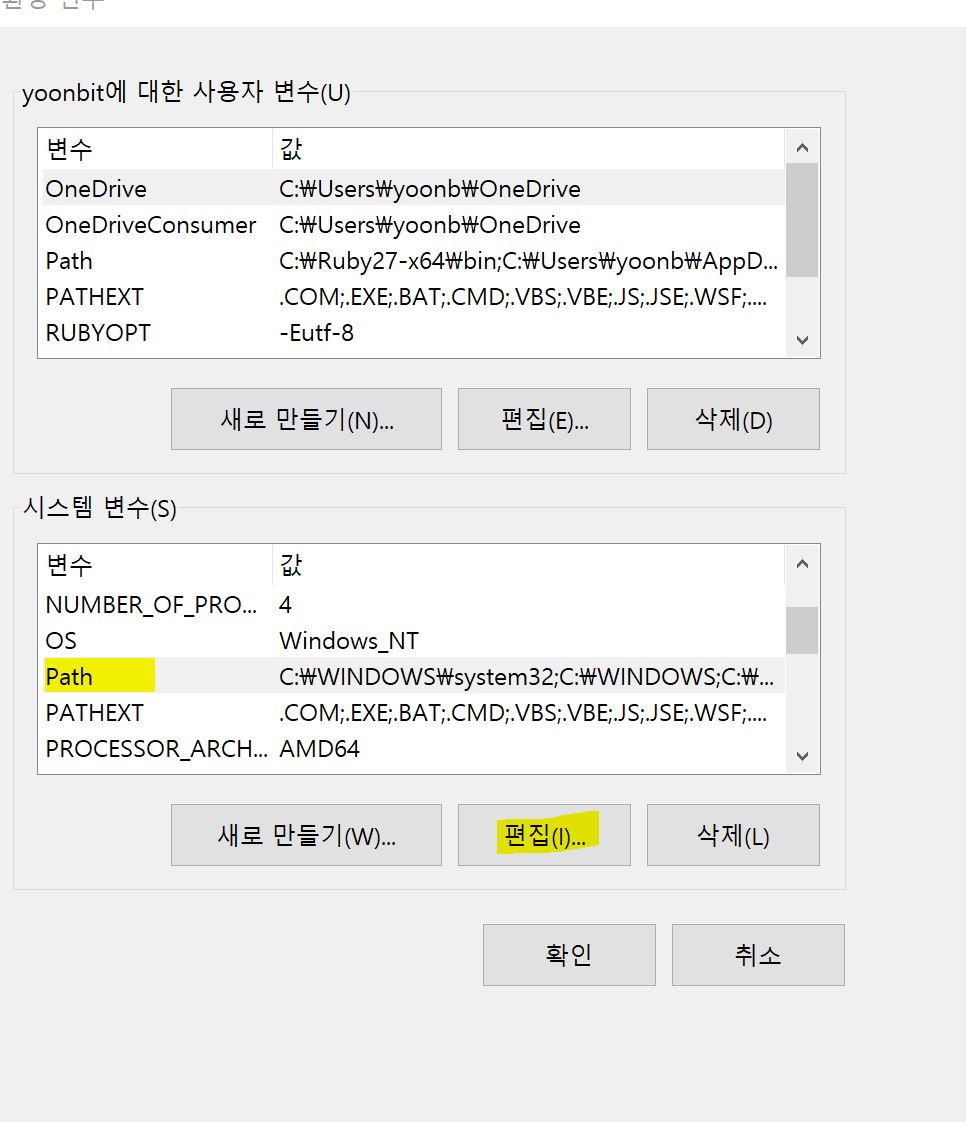 환경 변수
yoonbit에 대한 사용자 변수(U)
변수 값
OneDrive C:₩Users₩yoonb₩OneDrive
OneDriveConsumer C:₩Users₩yoonb₩OneDrive
Path C:₩Ruby27-x64₩bin;C:₩Users₩yoonb₩AppD...
PATHEXT .COM;.EXE;.BAT;.CMD;.VBS;.VBE;.JS;.JSE;.WSF;....
RUBYOPT -Eutf-8
새로 만들기(N)... 편집(E)... 삭제(D)
시스템 변수(S)
변수 값
NUMBER_OF_PRO... 4
OS Windows_NT
Path C:₩WINDOWS₩system32;C:₩WINDOWS;C:₩...
PATHEXT .COM;.EXE;.BAT;.CMD;.VBS;.VBE;.JS;.JSE;.WSF;....
PROCESSOR_ARCH... AMD64
새로 만들기(W)... 편집(I)... 삭제(L)
확인 취소